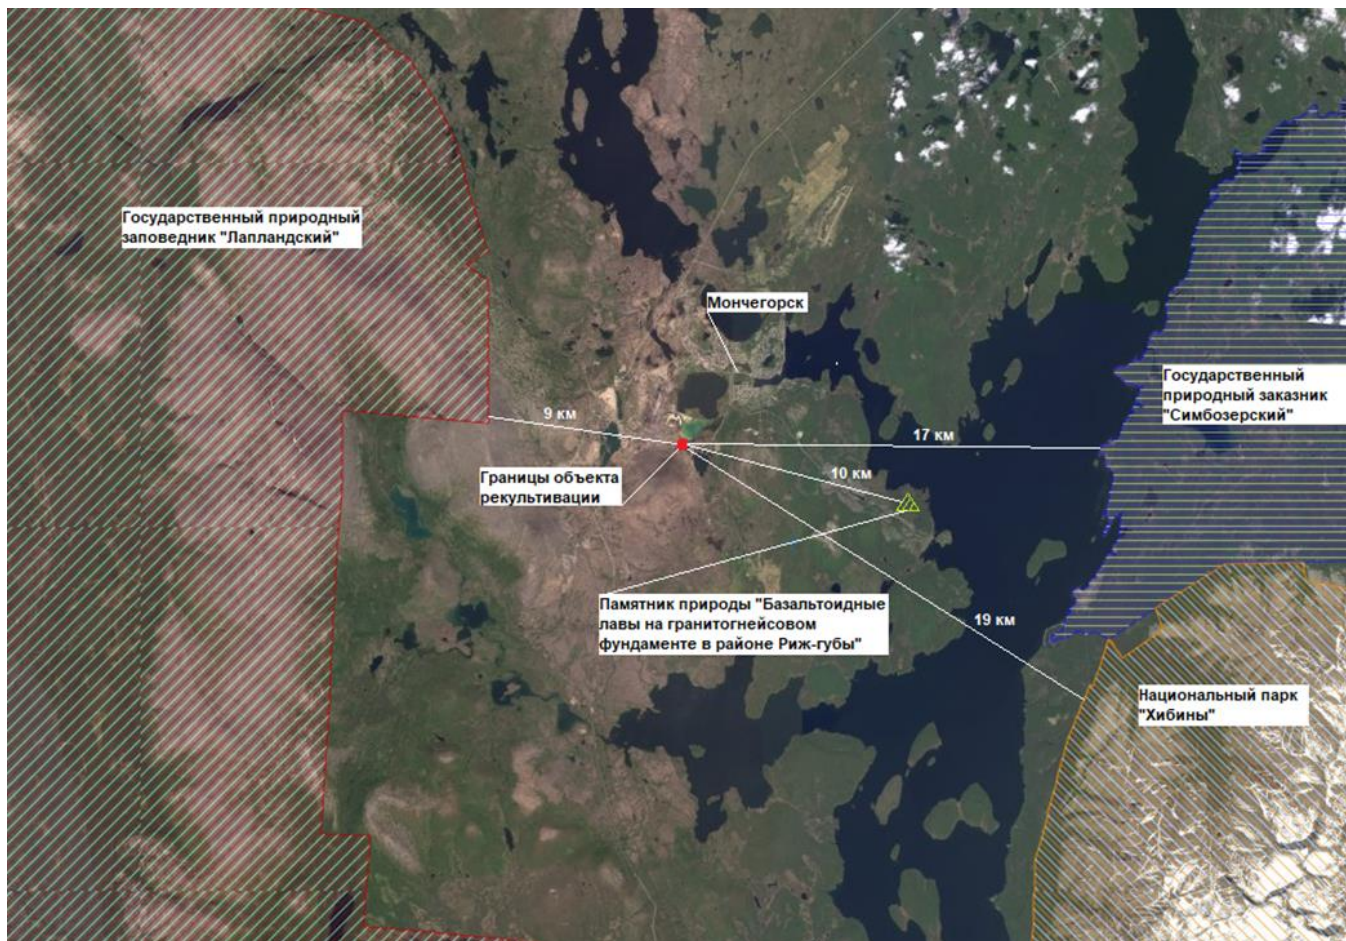 Государственный природный
заповедник "Лапландский"
Мончегорск
Государственный
природный заказник
"Симбозерский"
9 км
17 км
10 км
Границы объекта
рекультивации
Памятник природы "Базальтоидные
лавы на гранитогнейсовом
фундаменте в районе Риж-губы"
19 км
Национальный парк
"Хибины"